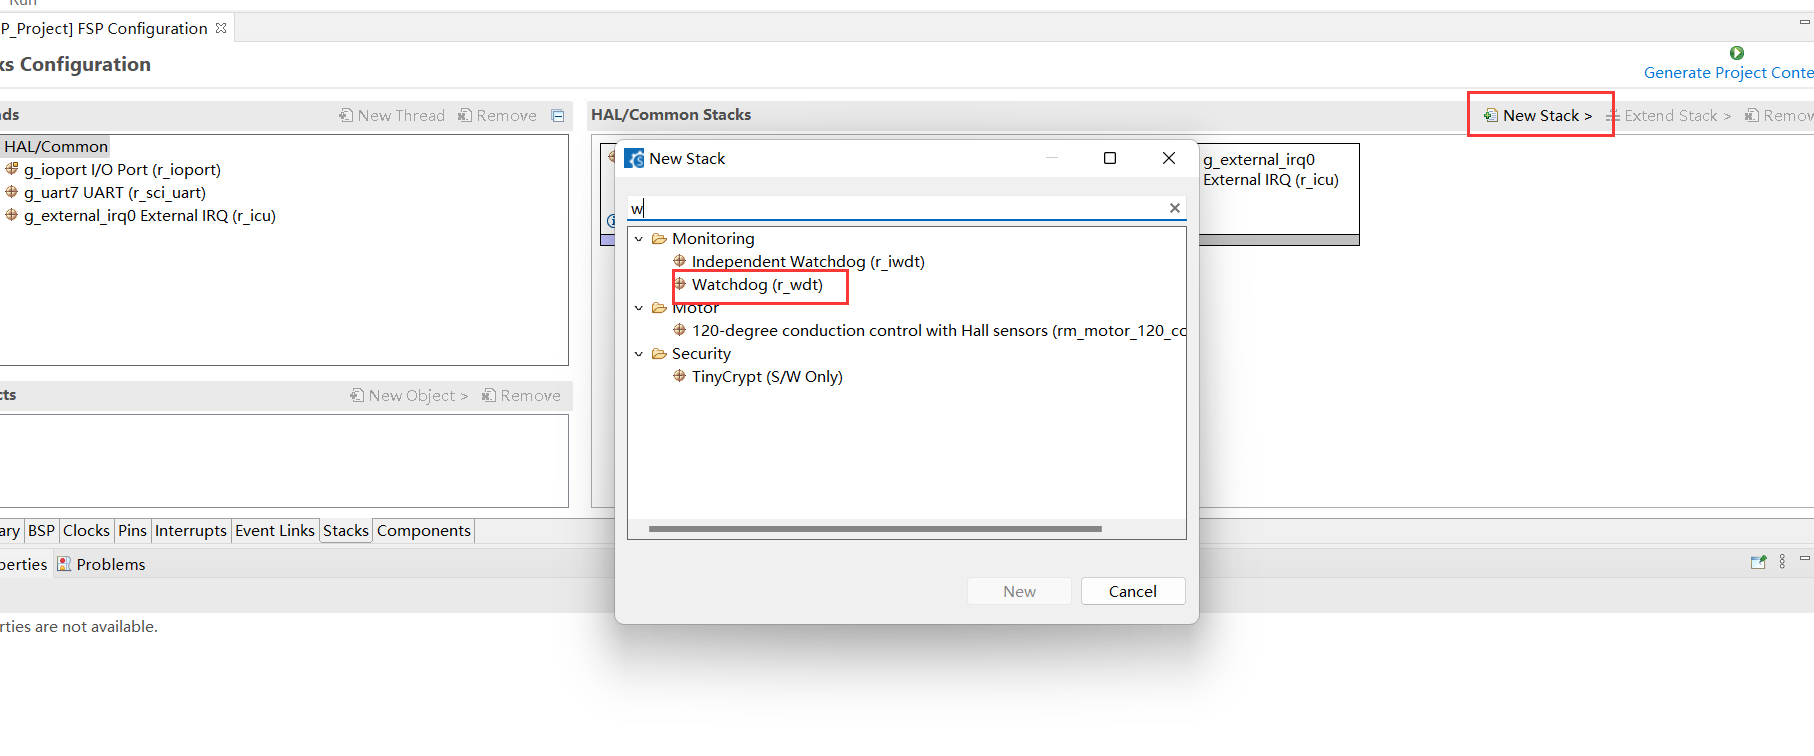 Run
P_Project] FSP Configuration
ks Configuration
Generate Project Conte
ds
New Thread
Remove
HAL/Common Stacks
New Stack >
Extend Stack >
Remov
HAL/Common
g_ioport I/O Port (r_ioport)
g_uart7 UART (r_sci_uart)
g_external_irq0 External IRQ (r_icu)
g_external_irq0
External IRQ (r_icu)
New Stack
w
Monitoring
Independent Watchdog (r_iwdt)
Watchdog (r_wdt)
Motor
120-degree conduction control with Hall sensors (rm_motor_120_co
Security
TinyCrypt (S/W Only)
New
Cancel
cts
New Object >
Remove
ary
BSP
Clocks
Pins
Interrupts
Event Links
Stacks
Components
perties
Problems
rties are not available.